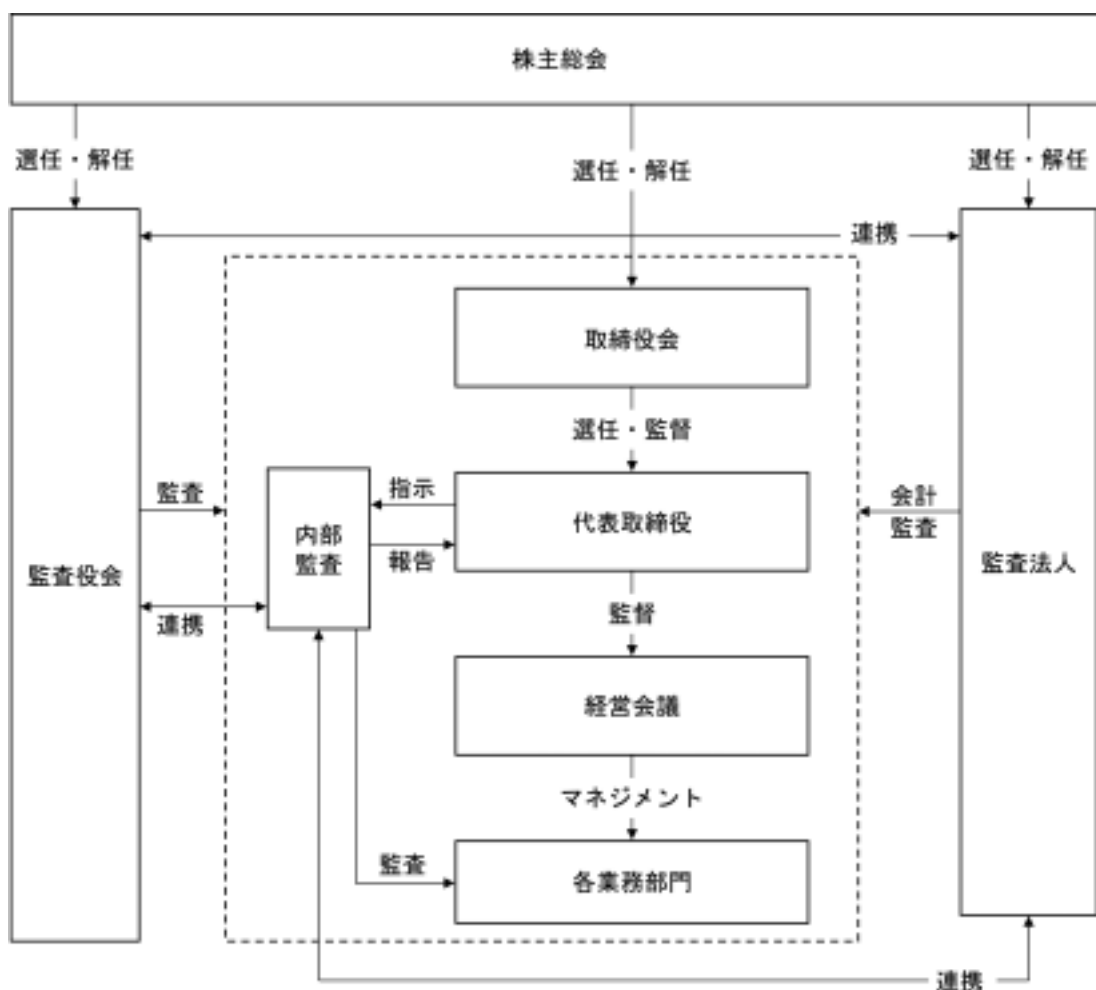 株主総会
選任・解任
選任・解任
選任・解任
連携
取締役会
選任・監督
監査
内部
監査
指示
報告
代表取締役
会計
監査
監査役会
監査法人
連携
監督
経営会議
マネジメント
監査
各業務部門
連携